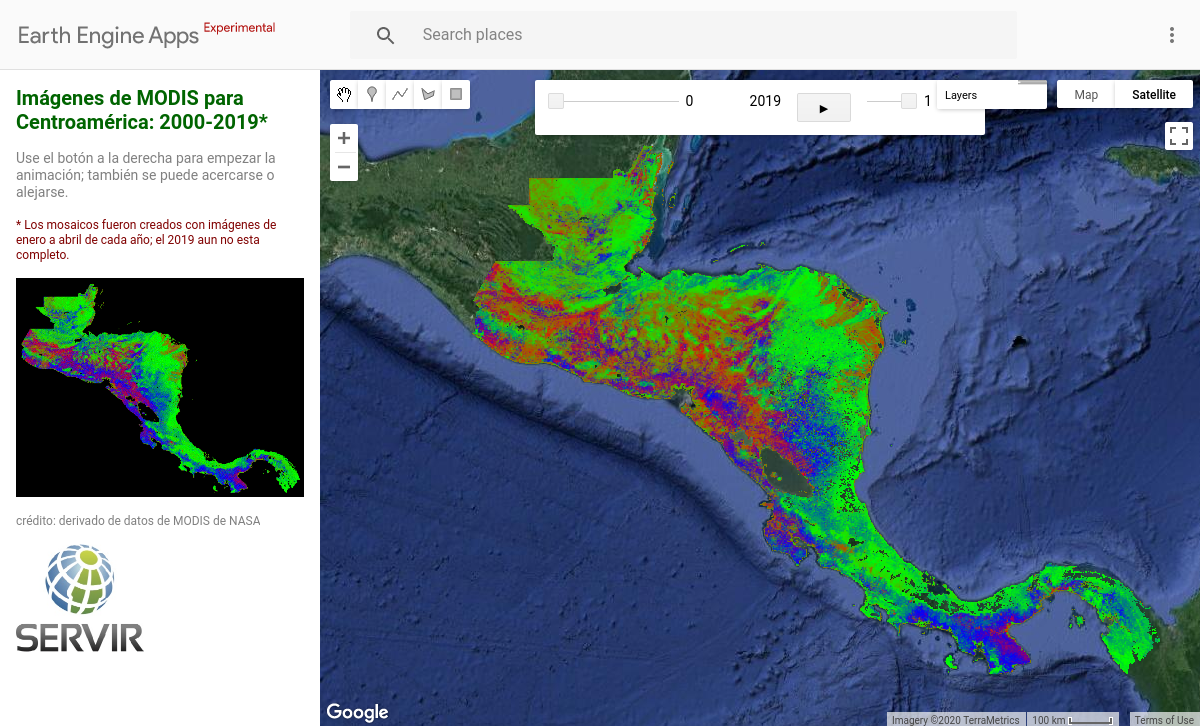 Earth Engine Apps Experimental
Search places
Imágenes de MODIS para
Centroamérica: 2000-2019*
Use el botón a la derecha para empezar la
animación; también se puede acercarse o
alejarse.
* Los mosaicos fueron creados con imágenes de
enero a abril de cada año; el 2019 aun no esta
completo.
crédito: derivado de datos de MODIS de NASA
SERVIR
0
2019
1
Layers
Map
Satellite
Google
Imagery ©2020 TerraMetrics
100 km
Terms of Use